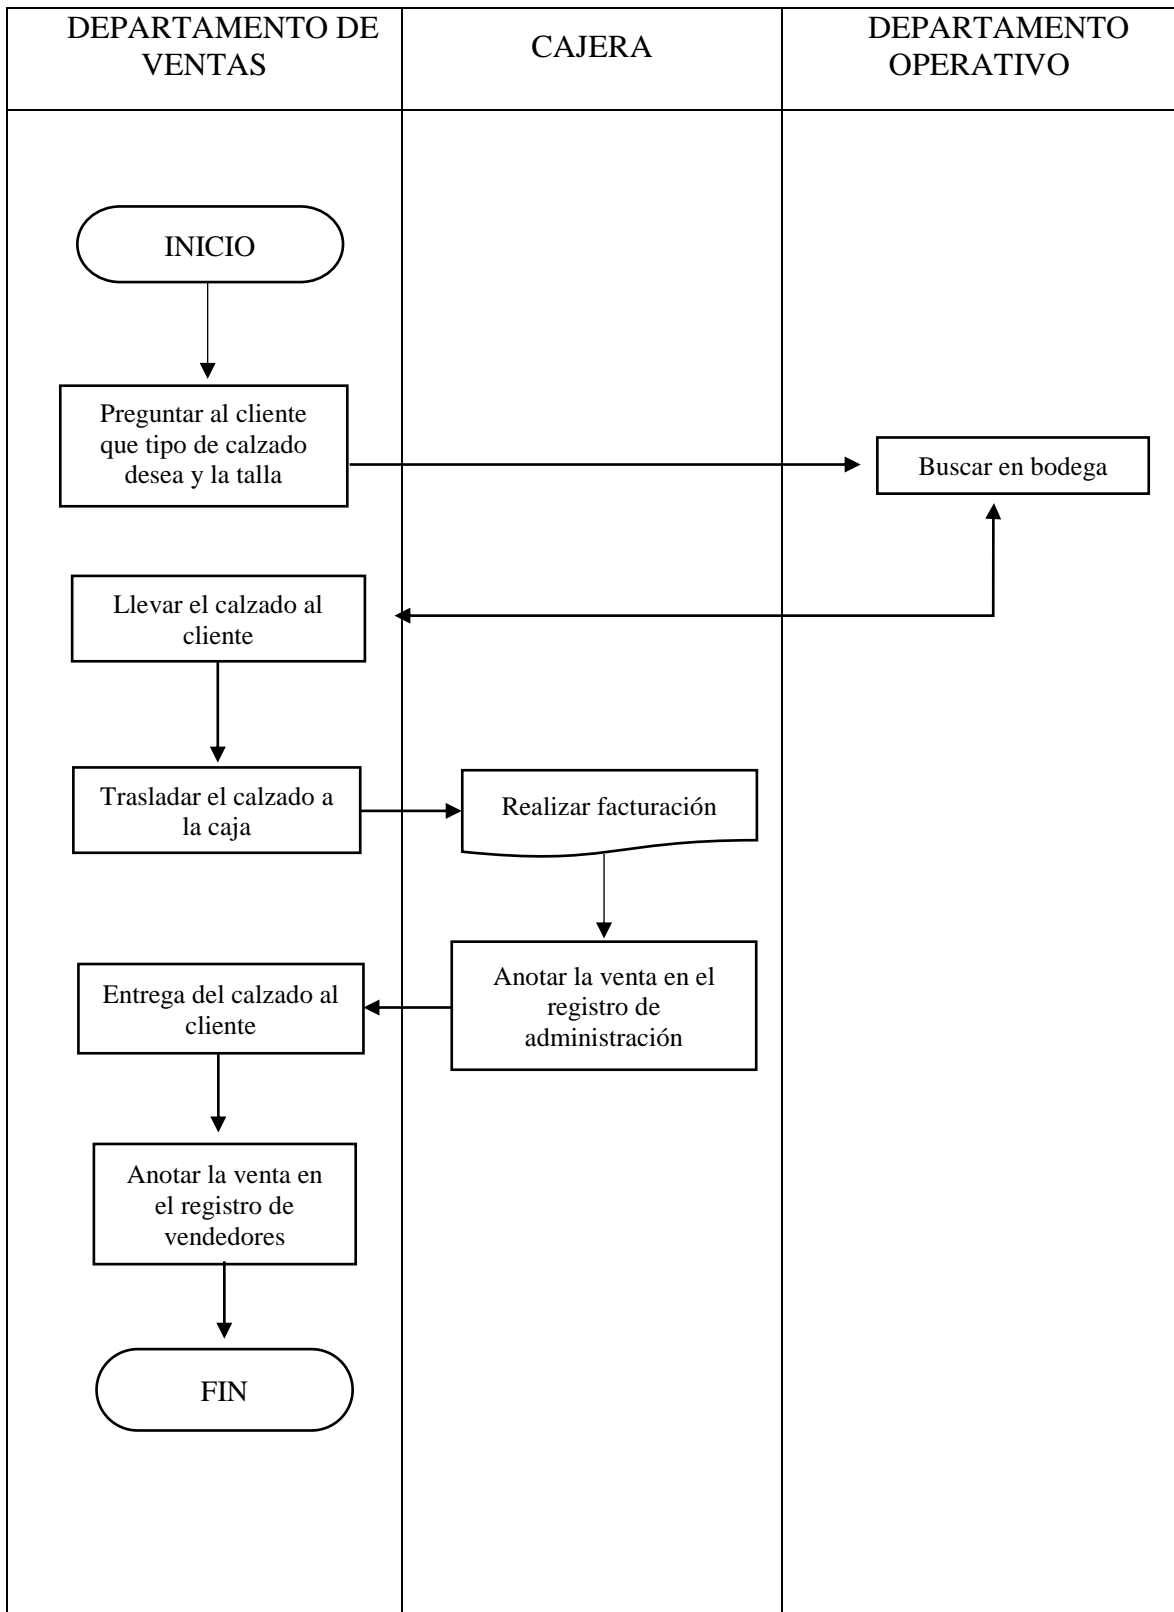 DEPARTAMENTO DE
VENTAS
CAJERA
DEPARTAMENTO
OPERATIVO
INICIO
Preguntar al cliente
que tipo de calzado
desea y la talla
Buscar en bodega
Llevar el calzado al
cliente
Trasladar el calzado a
la caja
Realizar facturación
Anotar la venta en el
registro de
administración
Entrega del calzado al
cliente
Anotar la venta en
el registro de
vendedores
FIN